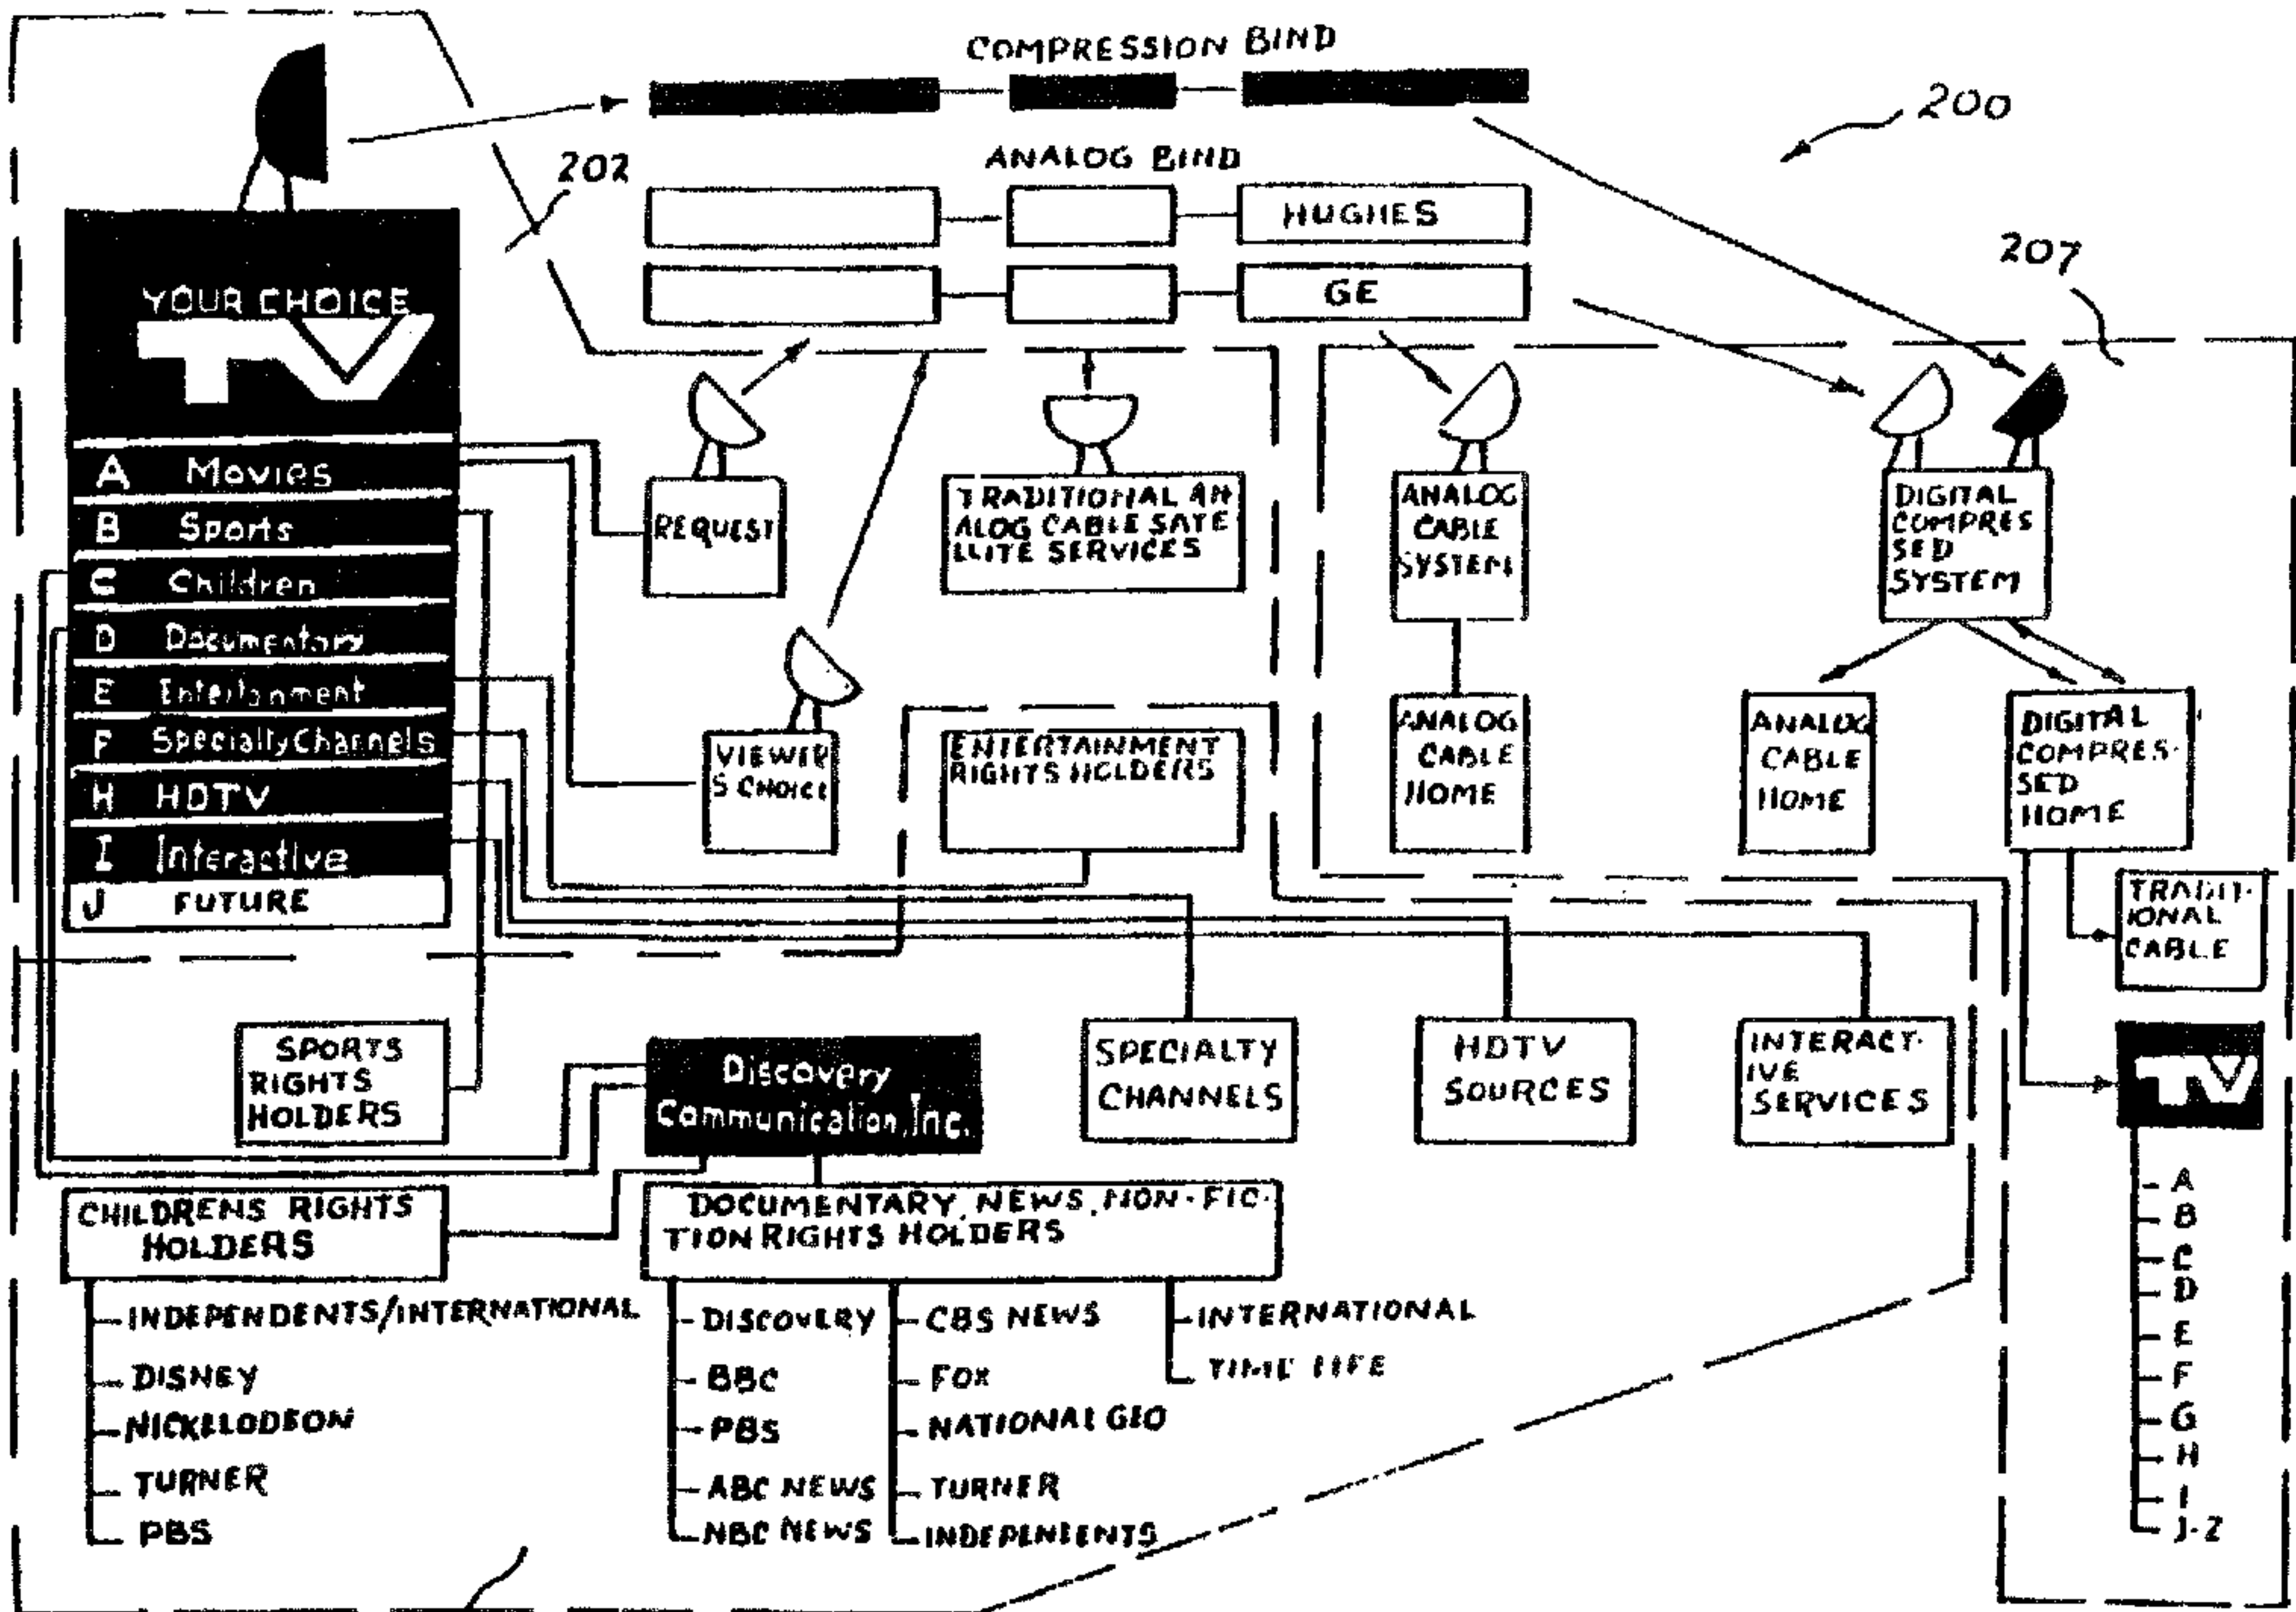 COMPRESSION BIND
200
ANALOG BIND
202
HUGHES
207
GE
YOUR CHOICE
TV
A Movies
B Sports
C Children
D Documentary
E Entertainment
F Specialty Channels
H HDTV
I Interactive
J FUTURE
REQUEST
TRADITIONAL AN
ALOG CABLE SATE
LLITE SERVICES
ANALOG
CABLE
SYSTEM
DIGITAL
COMPRES
SED
SYSTEM
VIEWER
S CHOICE
ENTERTAINMENT
RIGHTS HOLDERS
ANALOG
CABLE
HOME
ANALOG
CABLE
HOME
DIGITAL
COMPRES-
SED
HOME
TRADIT-
IONAL
CABLE
SPORTS
RIGHTS
HOLDERS
Discovery
Communication, Inc.
SPECIALTY
CHANNELS
HDTV
SOURCES
INTERACT-
IVE
SERVICES
TV
CHILDRENS RIGHTS
HOLDERS
DOCUMENTARY, NEWS, NON-FIC-
TION RIGHTS HOLDERS
INDEPENDENTS/INTERNATIONAL
DISNEY
NICKELODEON
TURNER
PBS
DISCOVERY
BBC
PBS
ABC NEWS
NBC NEWS
CBS NEWS
FOX
NATIONAL GEO
TURNER
INDEPENDENTS
INTERNATIONAL
TIME LIFE
A
B
C
D
E
F
G
H
I
J-Z